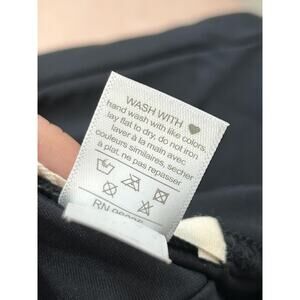 WASH WITH ♥
hand wash with like colors,
lay flat to dry, do not iron
laver à la main avec
couleurs similaires, secher
à plat. ne pas repasser
RN